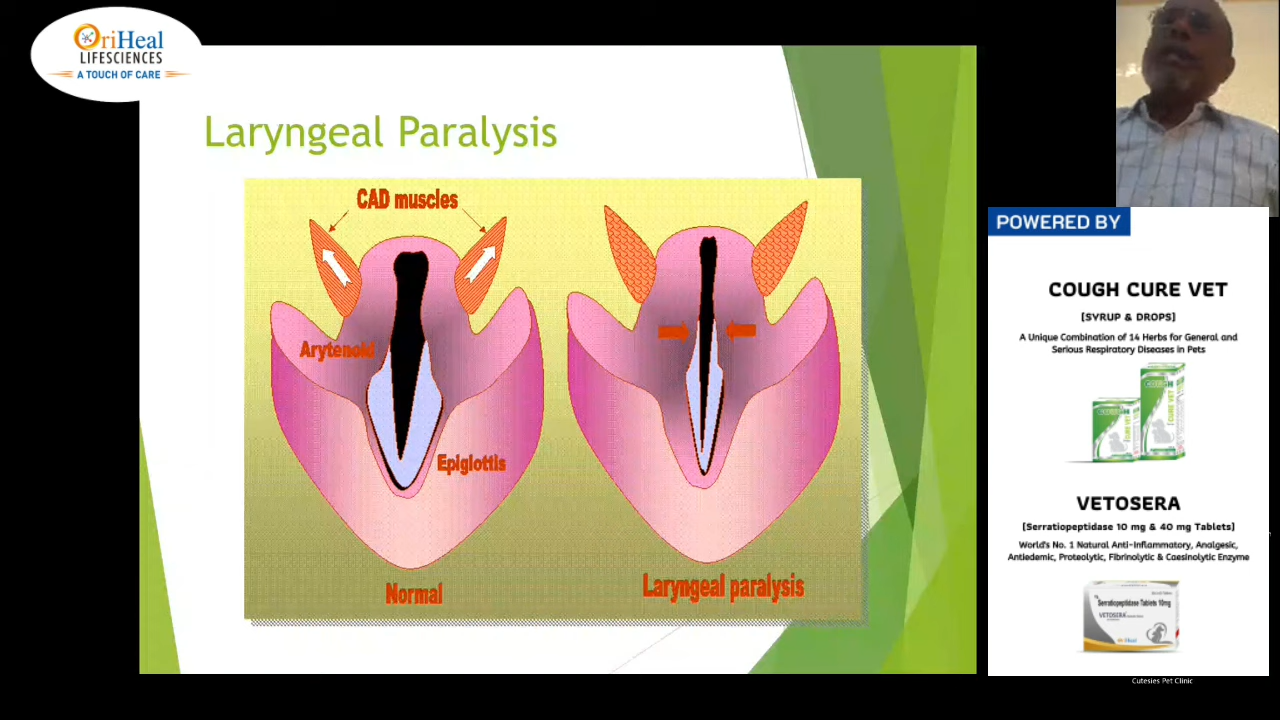 OriHeal
LIFESCIENCES
A TOUCH OF CARE
Laryngeal Paralysis
CAD muscles
Arytenoid
Epiglottis
Normal
Laryngeal paralysis
POWERED BY
COUGH CURE VET
[SYRUP & DROPS]
A Unique Combination of 14 Herbs for General and
Serious Respiratory Diseases in Pets
VETOSERA
[Serratiopeptidase 10 mg & 40 mg Tablets]
World's No. 1 Natural Anti-Inflammatory, Analgesic,
Antiedemic, Proteolytic, Fibrinolytic & Caesinolytic Enzyme
Serratiopeptidase Tablets 10mg
VETOSERA
OriHeal
Cutesies Pet Clinic